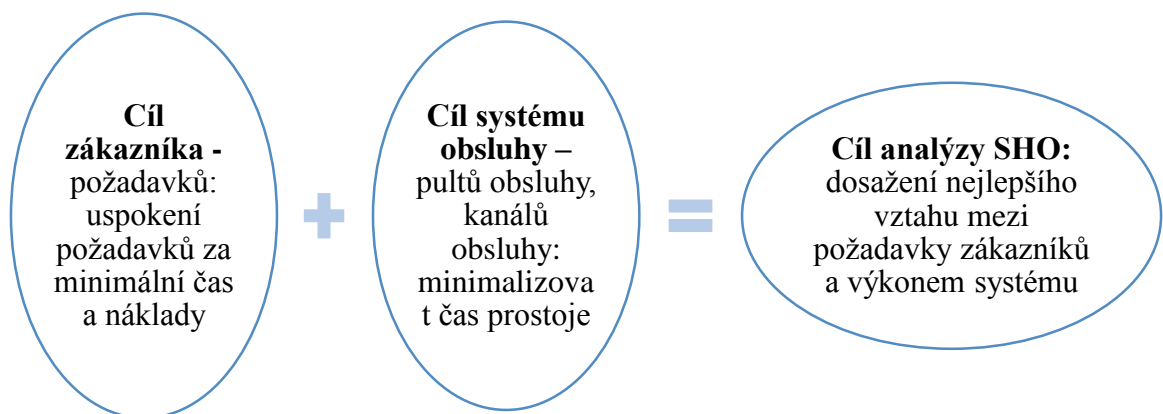 Cíl
zákazníka -
požadavků:
uspokení
požadavků za
minimální čas
a náklady
+
Cíl systému
obsluhy –
pultů obsluhy,
kanálů
obsluhy:
minimalizova
t čas prostoje
=
Cíl analýzy SHO:
dosažení nejlepšího
vztahu mezi
požadavky zákazníků
a výkonem systému